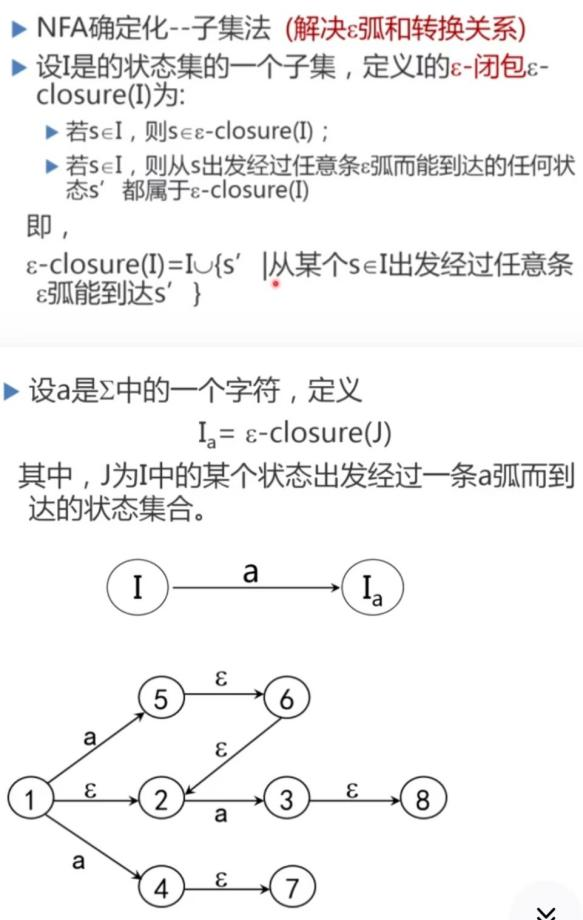 NFA确定化--子集法 (解决ε弧和转换关系)
设I是的状态集的一个子集，定义I的ε-闭包ε-
closure(I)为:
若s∈I，则s∈ε-closure(I)；
若s∈I，则从s出发经过任意条ε弧而能到达的任何状
态s′都属于ε-closure(I)
即，
ε-closure(I)=I∪{s′ |从某个s∈I出发经过任意条
ε弧能到达s′ }
设a是Σ中的一个字符，定义
Iₐ= ε-closure(J)
其中，J为I中的某个状态出发经过一条a弧而到
达的状态集合。
I a Iₐ
5 ε 6
a ε
1 ε 2 a 3 ε 8
a
4 ε 7